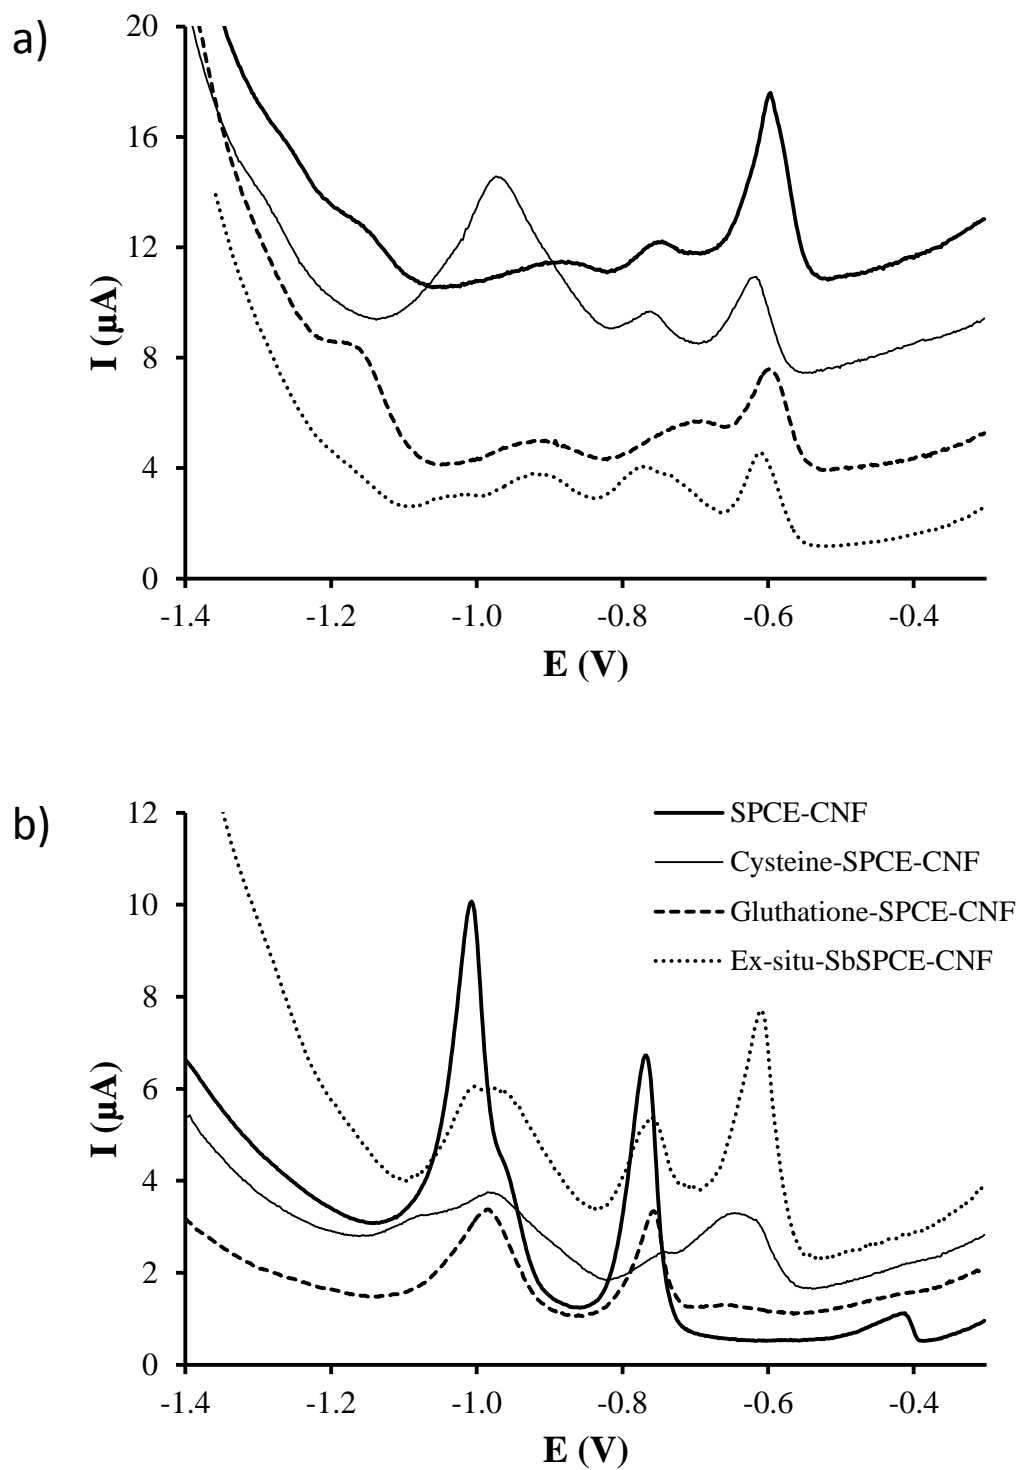 a)
20
16
12
8
4
0
I (µA)
-1.4 -1.2 -1.0 -0.8 -0.6 -0.4
E (V)
b)
12
10
8
6
4
2
0
I (µA)
SPCE-CNF
Cysteine-SPCE-CNF
Gluthatione-SPCE-CNF
Ex-situ-SbSPCE-CNF
-1.4 -1.2 -1.0 -0.8 -0.6 -0.4
E (V)